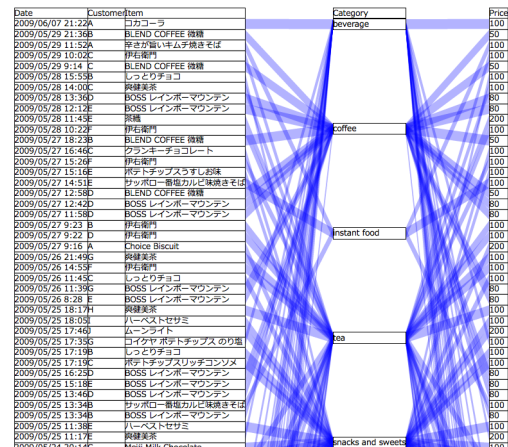 Date Customer Item Category Price
2009/06/07 21:22 A コカコーラ beverage 100
2009/05/29 21:36 B BLEND COFFEE 微糖 50
2009/05/29 11:52 A 辛さが旨いキムチ焼きそば 100
2009/05/29 10:02 C 伊右衛門 100
2009/05/29 9:14 C BLEND COFFEE 微糖 50
2009/05/28 15:55 B しっとりチョコ 100
2009/05/28 14:00 C 爽健美茶 100
2009/05/28 13:36 D BOSS レインボーマウンテン 80
2009/05/28 12:12 E BOSS レインボーマウンテン 80
2009/05/28 11:45 E 茶織 200
2009/05/28 10:22 F 伊右衛門 coffee 100
2009/05/27 18:23 B BLEND COFFEE 微糖 50
2009/05/27 16:46 C クランキーチョコレート 100
2009/05/27 15:26 F 伊右衛門 100
2009/05/27 15:16 E ポテトチップスうすしお味 100
2009/05/27 14:51 E サッポロ一番塩カルビ味焼きそば 100
2009/05/27 12:58 D BLEND COFFEE 微糖 50
2009/05/27 12:42 D BOSS レインボーマウンテン 80
2009/05/27 11:58 D BOSS レインボーマウンテン 80
2009/05/27 9:23 B 伊右衛門 100
2009/05/27 9:22 D 伊右衛門 instant food 100
2009/05/27 9:16 A Choice Biscuit 200
2009/05/26 21:49 G 爽健美茶 100
2009/05/26 14:55 F 伊右衛門 100
2009/05/26 11:45 C しっとりチョコ 100
2009/05/26 11:39 G BOSS レインボーマウンテン 80
2009/05/26 8:28 E BOSS レインボーマウンテン 80
2009/05/25 18:17 H 爽健美茶 100
2009/05/25 18:05 I ハーベストセサミ 100
2009/05/25 17:46 J ムーンライト 200
2009/05/25 17:35 G コイケヤ ポテトチップス のり塩 tea 100
2009/05/25 17:19 B しっとりチョコ 100
2009/05/25 17:19 C ポテトチップスリッチコンソメ 100
2009/05/25 16:25 D BOSS レインボーマウンテン 80
2009/05/25 15:18 E BOSS レインボーマウンテン 80
2009/05/25 13:46 D BOSS レインボーマウンテン 80
2009/05/25 13:34 B サッポロ一番塩カルビ味焼きそば 100
2009/05/25 13:34 B BOSS レインボーマウンテン 80
2009/05/25 11:38 E ハーベストセサミ 100
2009/05/25 11:17 E 爽健美茶 snacks and sweets 200